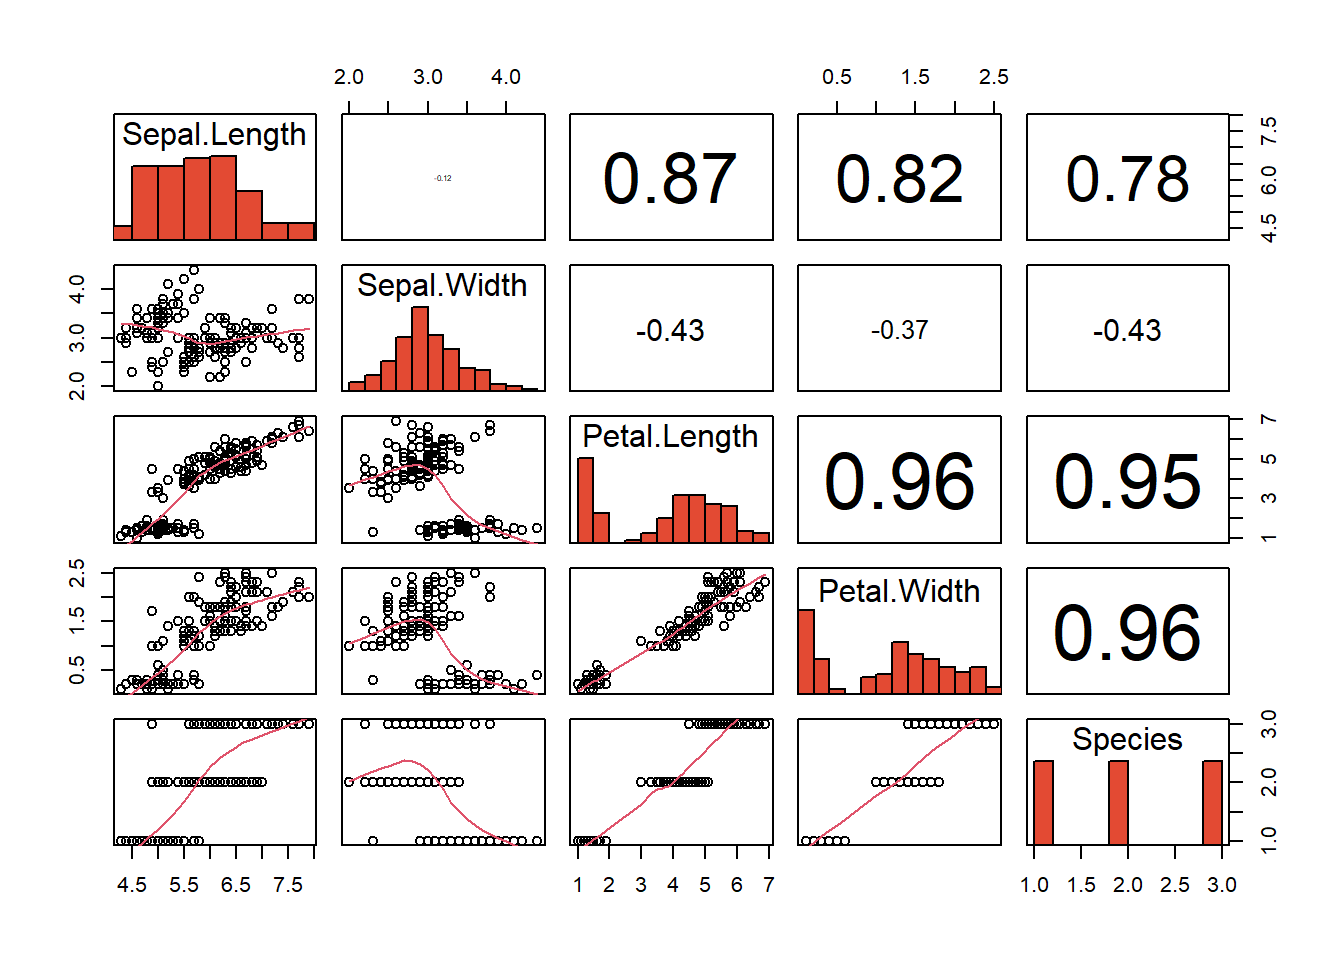 2.0 3.0 4.0 0.5 1.5 2.5
Sepal.Length -0.12 0.87 0.82 0.78 4.5 6.0 7.5
2.0 3.0 4.0 Sepal.Width -0.43 -0.37 -0.43
Petal.Length 0.96 0.95 1 3 5 7
0.5 1.5 2.5 Petal.Width 0.96
Species 1.0 2.0 3.0
4.5 5.5 6.5 7.5 1 2 3 4 5 6 7 1.0 1.5 2.0 2.5 3.0